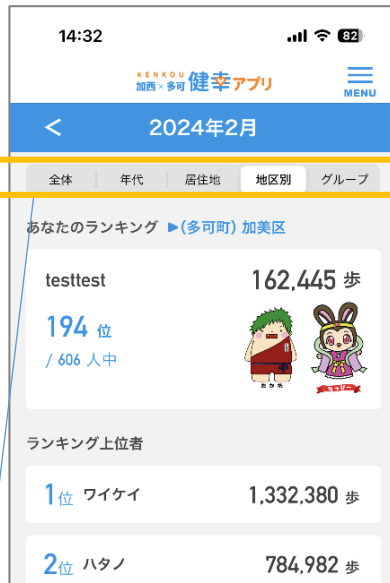 14:32
82
KENKOU
加西×多可 健幸アプリ
MENU
< 2024年2月
全体 年代 居住地 地区別 グループ
あなたのランキング ▶(多可町) 加美区
testtest 162,445 歩
194 位
/ 606 人中
ランキング上位者
1位 ワイケイ 1,332,380 歩
2位 ハタノ 784,982 歩